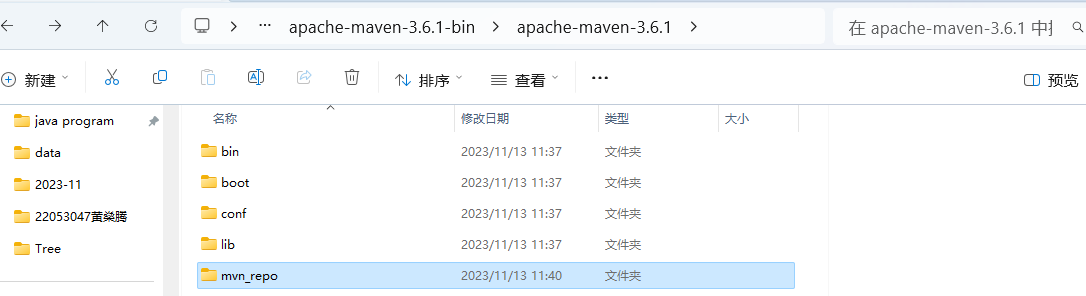 apache-maven-3.6.1-bin > apache-maven-3.6.1 >
在 apache-maven-3.6.1 中
新建 排序 查看 ··· 预览
名称 修改日期 类型 大小
java program
data
2023-11
22053047黄燊腾
Tree
bin 2023/11/13 11:37 文件夹
boot 2023/11/13 11:37 文件夹
conf 2023/11/13 11:37 文件夹
lib 2023/11/13 11:37 文件夹
mvn_repo 2023/11/13 11:40 文件夹